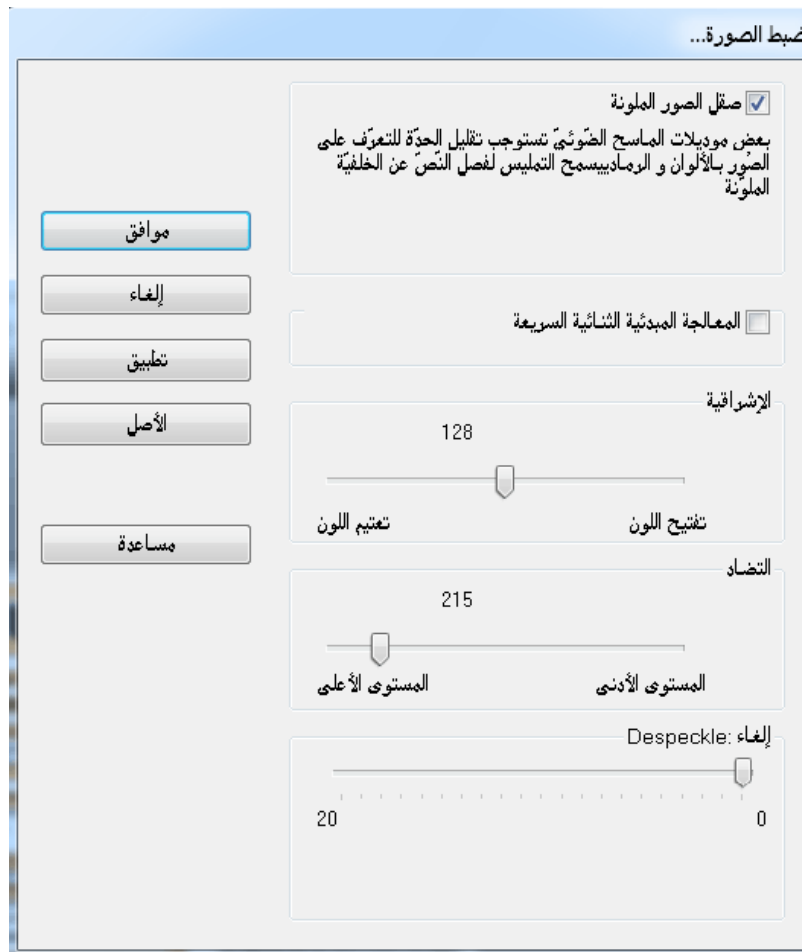 ضبط الصورة...
صقل الصور الملونة
بعض موديلات الماسح الضّوئيّ تستوجب تقليل الحدّة للتعرّف على
الصّور بالألوان و الرمادييسمح التمليس لفصل النّصّ عن الخلفيّة
الملوّنة
المعالجة المبدئية الثنائية السريعة
الإشراقية
128
تفتيح اللون
تعتيم اللون
التضاد
215
المستوى الأدنى
المستوى الأعلى
إلغاء Despeckle:
0
20
موافق
إلغاء
تطبيق
الأصل
مساعدة